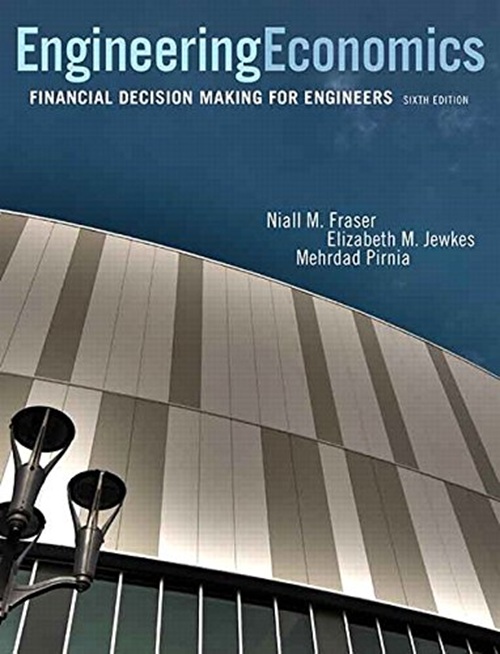 EngineeringEconomics
FINANCIAL DECISION MAKING FOR ENGINEERS SIXTH EDITION
Niall M. Fraser
Elizabeth M. Jewkes
Mehrdad Pirnia